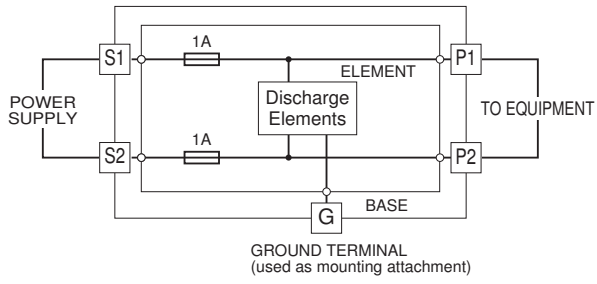 S1
1A
P1
ELEMENT
Discharge
Elements
POWER
SUPPLY
TO EQUIPMENT
1A
S2
P2
BASE
G
GROUND TERMINAL
(used as mounting attachment)